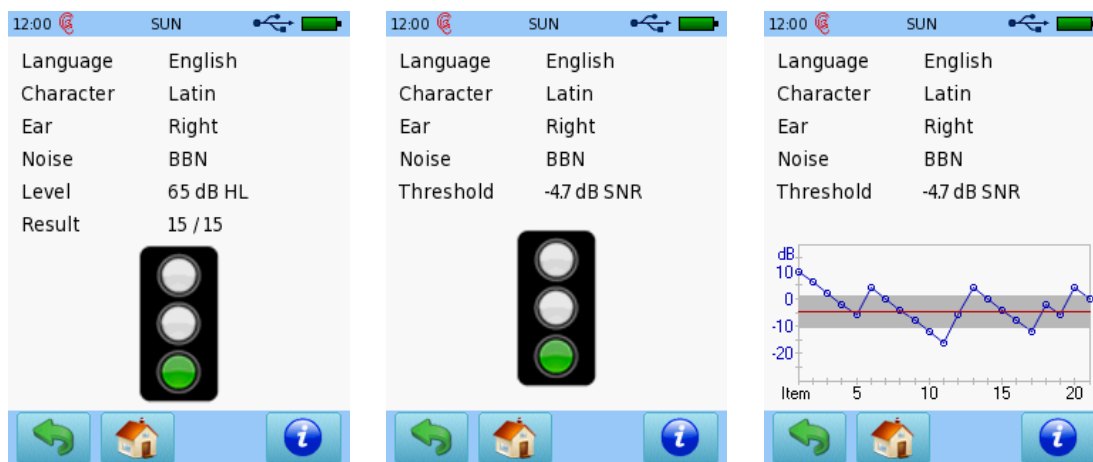 12:00 SUN
Language English
Character Latin
Ear Right
Noise BBN
Level 65 dB HL
Result 15 / 15
i
12:00 SUN
Language English
Character Latin
Ear Right
Noise BBN
Threshold -4.7 dB SNR
i
12:00 SUN
Language English
Character Latin
Ear Right
Noise BBN
Threshold -4.7 dB SNR
dB
10
0
-10
-20
Item 5 10 15 20
i